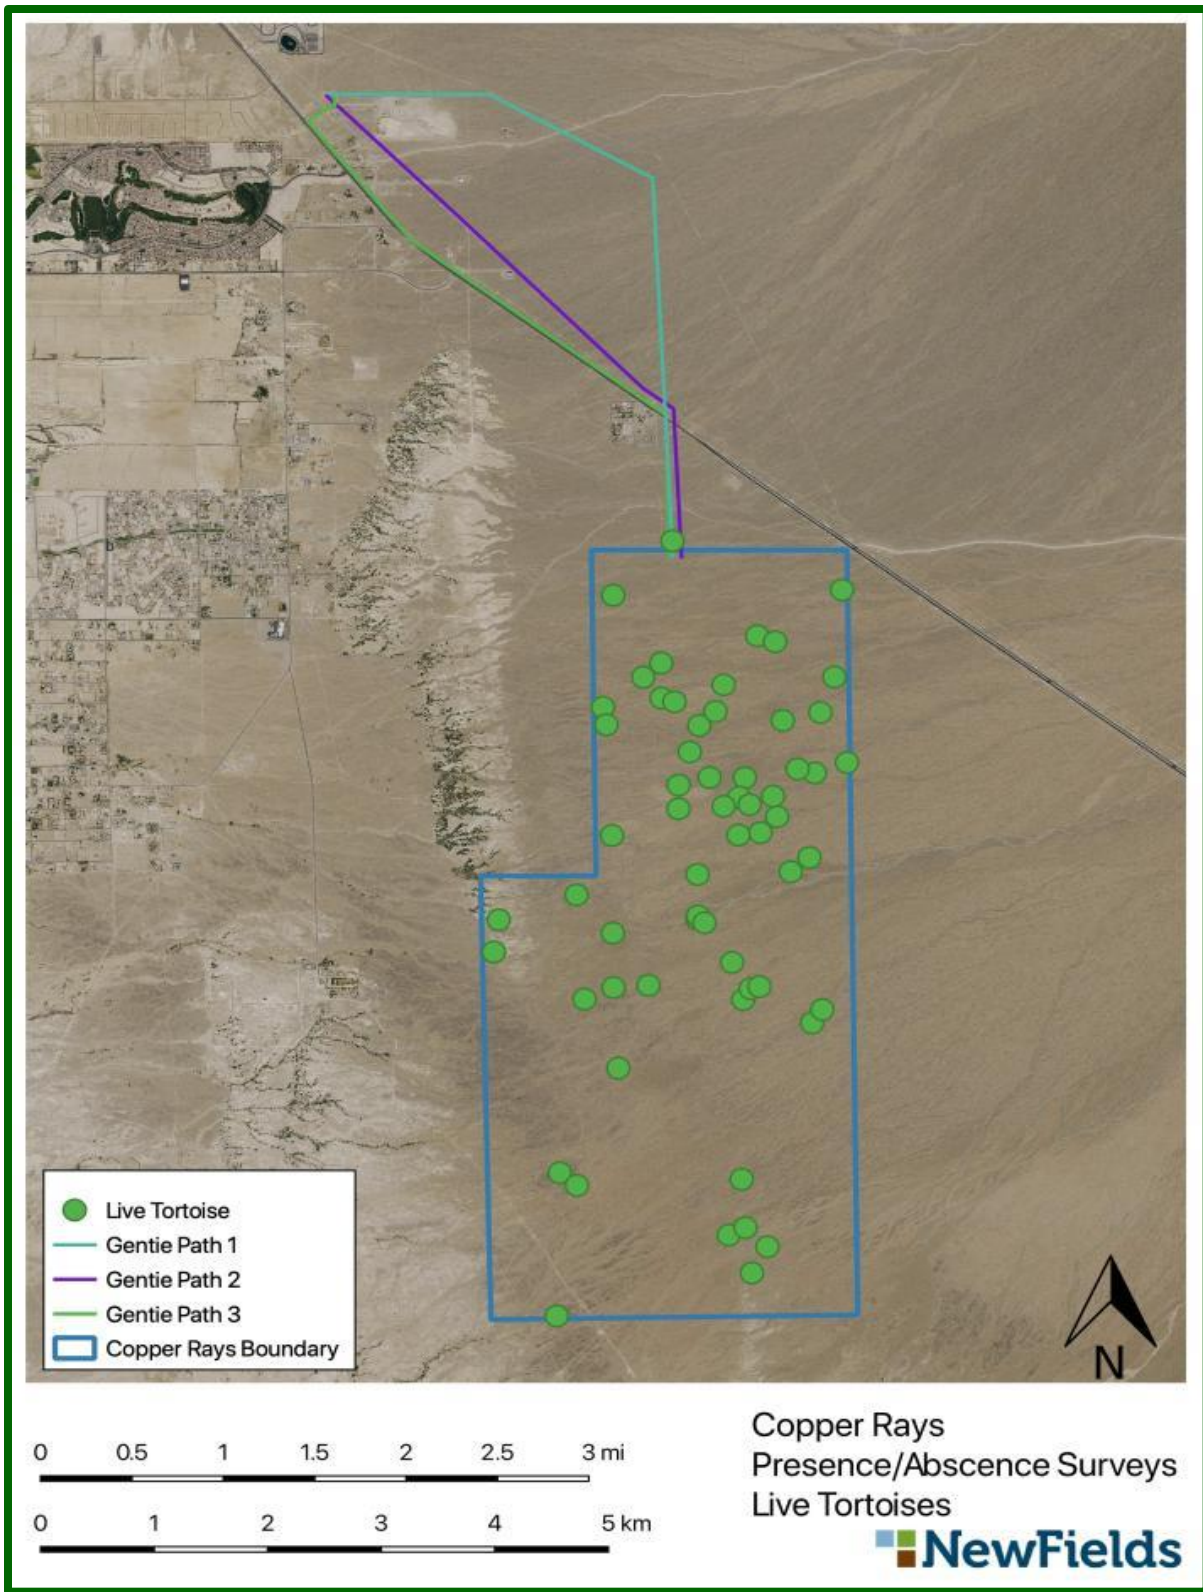 Live Tortoise
Gentie Path 1
Gentie Path 2
Gentie Path 3
Copper Rays Boundary
N
0 0.5 1 1.5 2 2.5 3 mi
0 1 2 3 4 5 km
Copper Rays
Presence/Abscence Surveys
Live Tortoises
NewFields